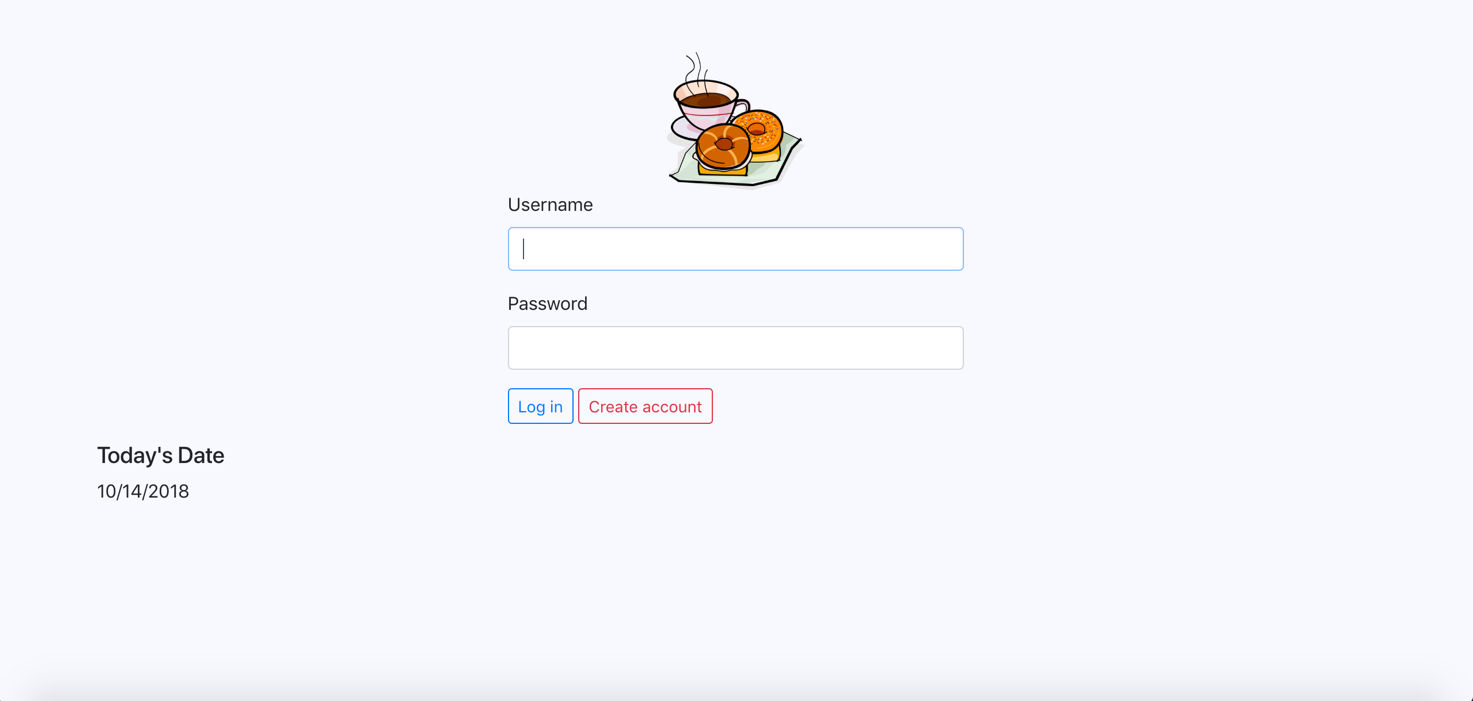 Username
Password
Log in Create account
Today's Date
10/14/2018